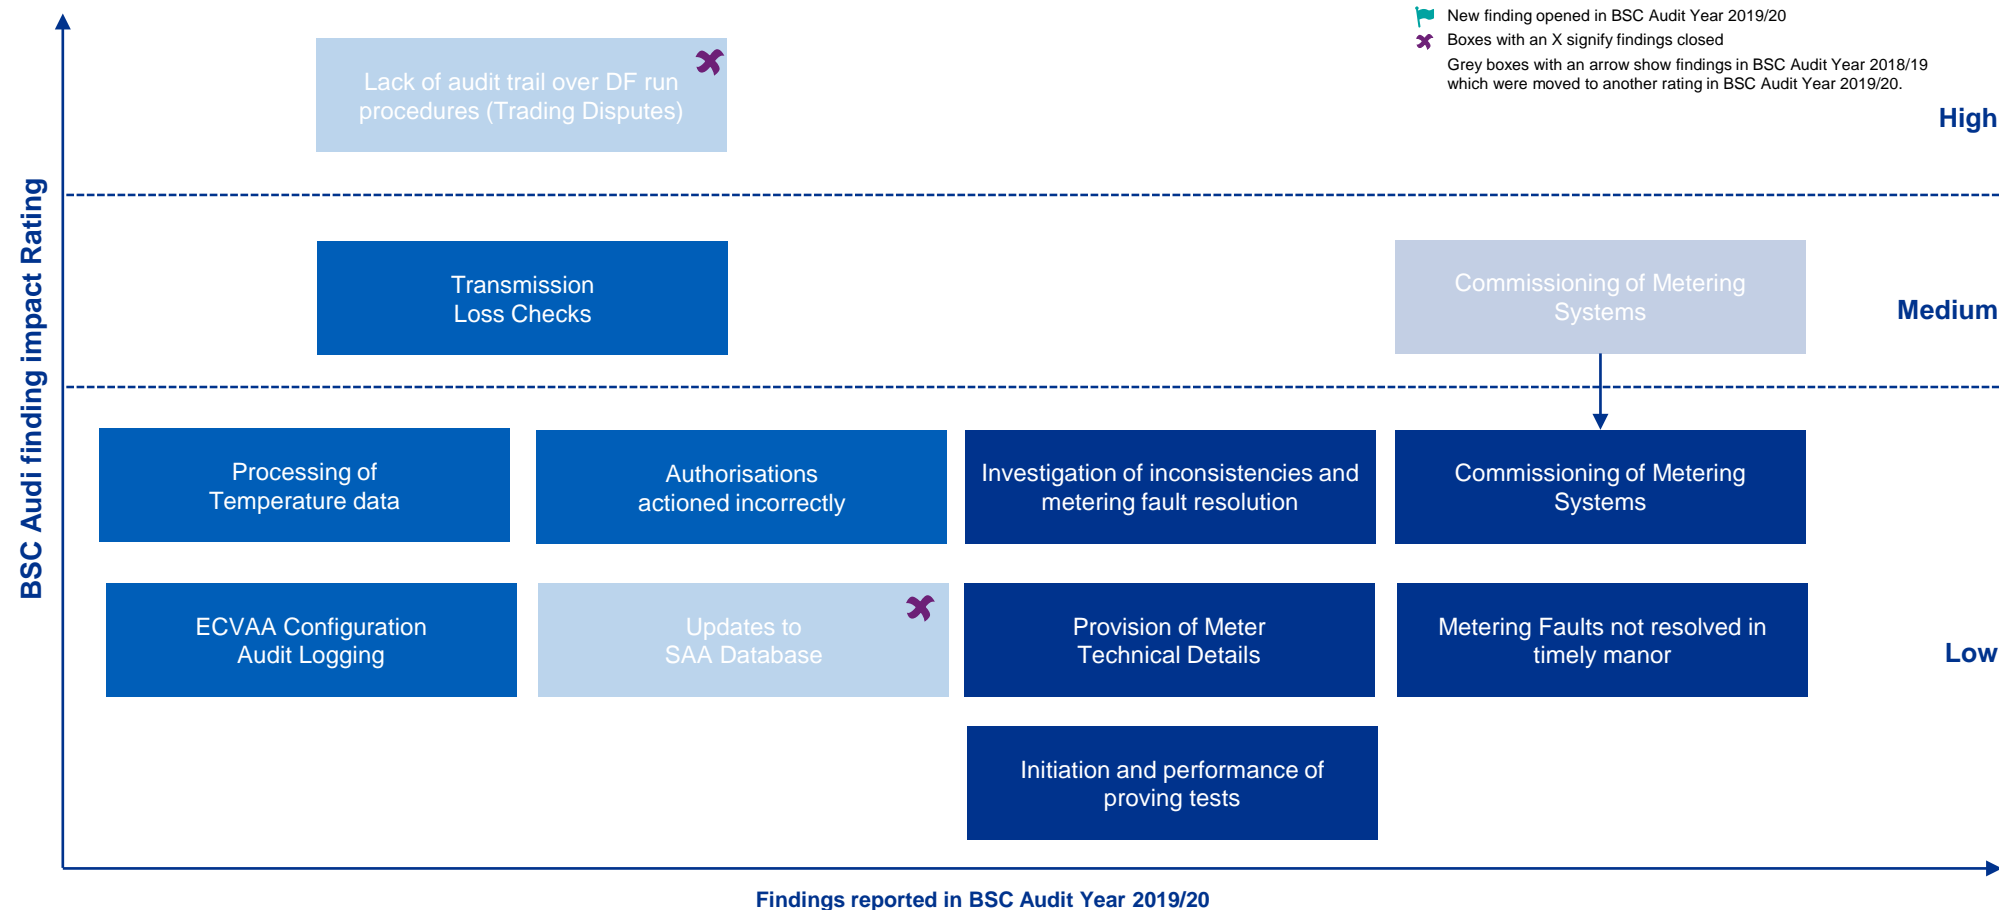 New finding opened in BSC Audit Year 2019/20
Boxes with an X signify findings closed
Grey boxes with an arrow show findings in BSC Audit Year 2018/19
which were moved to another rating in BSC Audit Year 2019/20.
BSC Audi finding impact Rating
Lack of audit trail over DF run
procedures (Trading Disputes)
High
Transmission
Loss Checks
Commissioning of Metering
Systems
Medium
Processing of
Temperature data
Authorisations
actioned incorrectly
Investigation of inconsistencies and
metering fault resolution
Commissioning of Metering
Systems
ECVAA Configuration
Audit Logging
Updates to
SAA Database
Provision of Meter
Technical Details
Metering Faults not resolved in
timely manor
Low
Initiation and performance of
proving tests
Findings reported in BSC Audit Year 2019/20